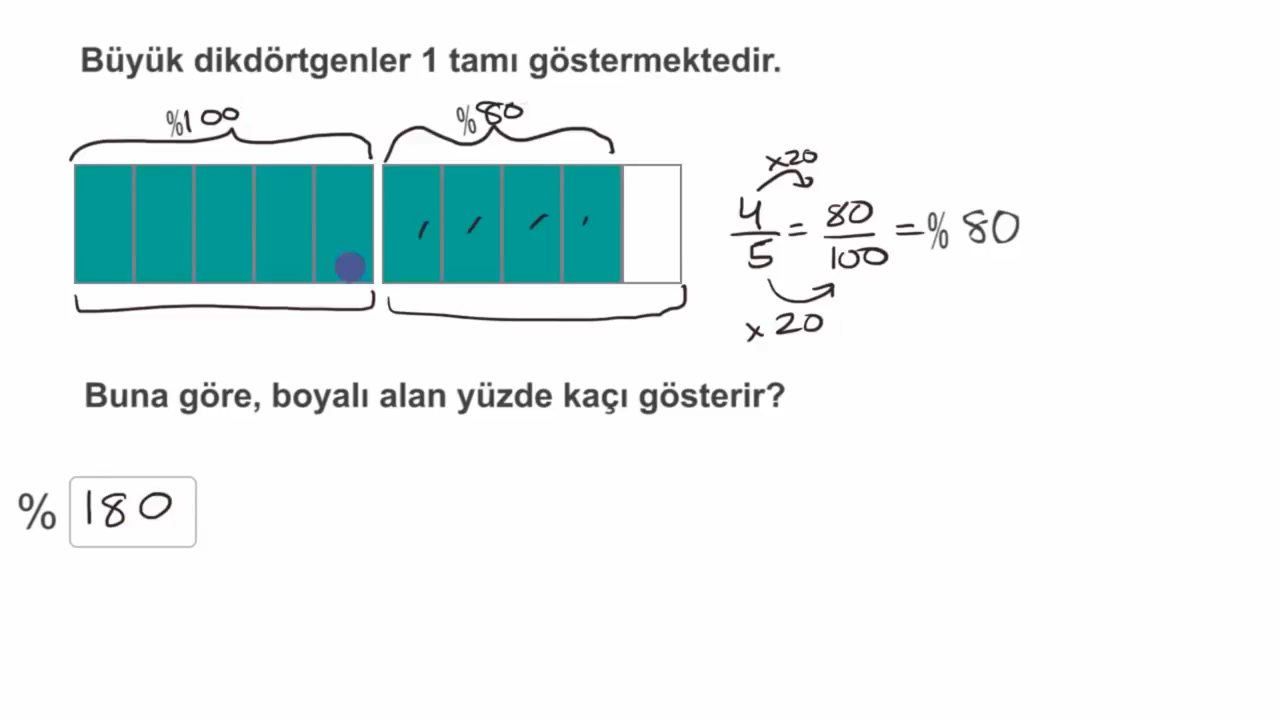 Büyük dikdörtgenler 1 tamı göstermektedir.
%100 %80
x20
4/5 = 80/100 = % 80
x 20
Buna göre, boyalı alan yüzde kaçı gösterir?
% 180